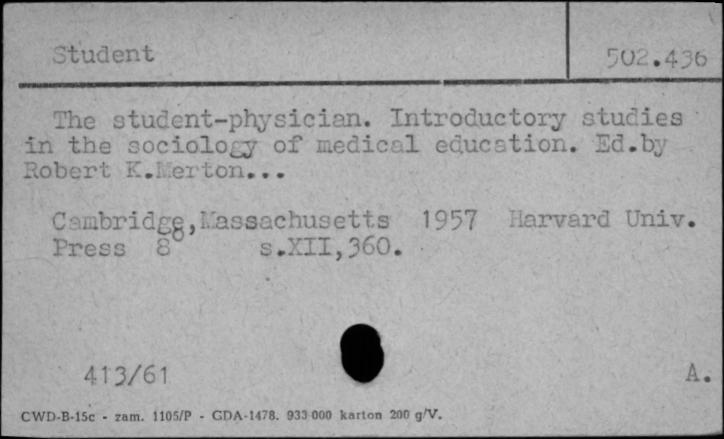 Student 502.436
The student-physician. Introductory studies
in the sociology of medical education. Ed.by
Robert K.Merton...
Cambridge,Massachusetts 1957 Harvard Univ.
Press 8° s.XII,360.
413/61 A.
CWD-B-15c - zam. 1105/P - GDA-1478. 933 000 karton 200 g/V.